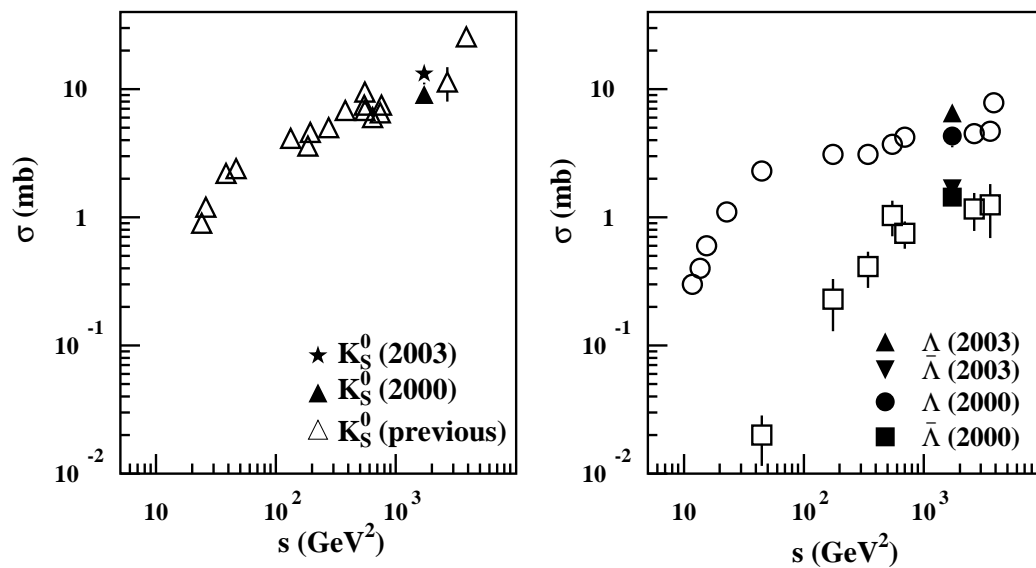 σ (mb)
10
1
10⁻¹
10⁻²
10
10²
10³
s (GeV²)
K⁰_S (2003)
K⁰_S (2000)
K⁰_S (previous)
σ (mb)
10
1
10⁻¹
10⁻²
10
10²
10³
s (GeV²)
Λ (2003)
Λ̄ (2003)
Λ (2000)
Λ̄ (2000)